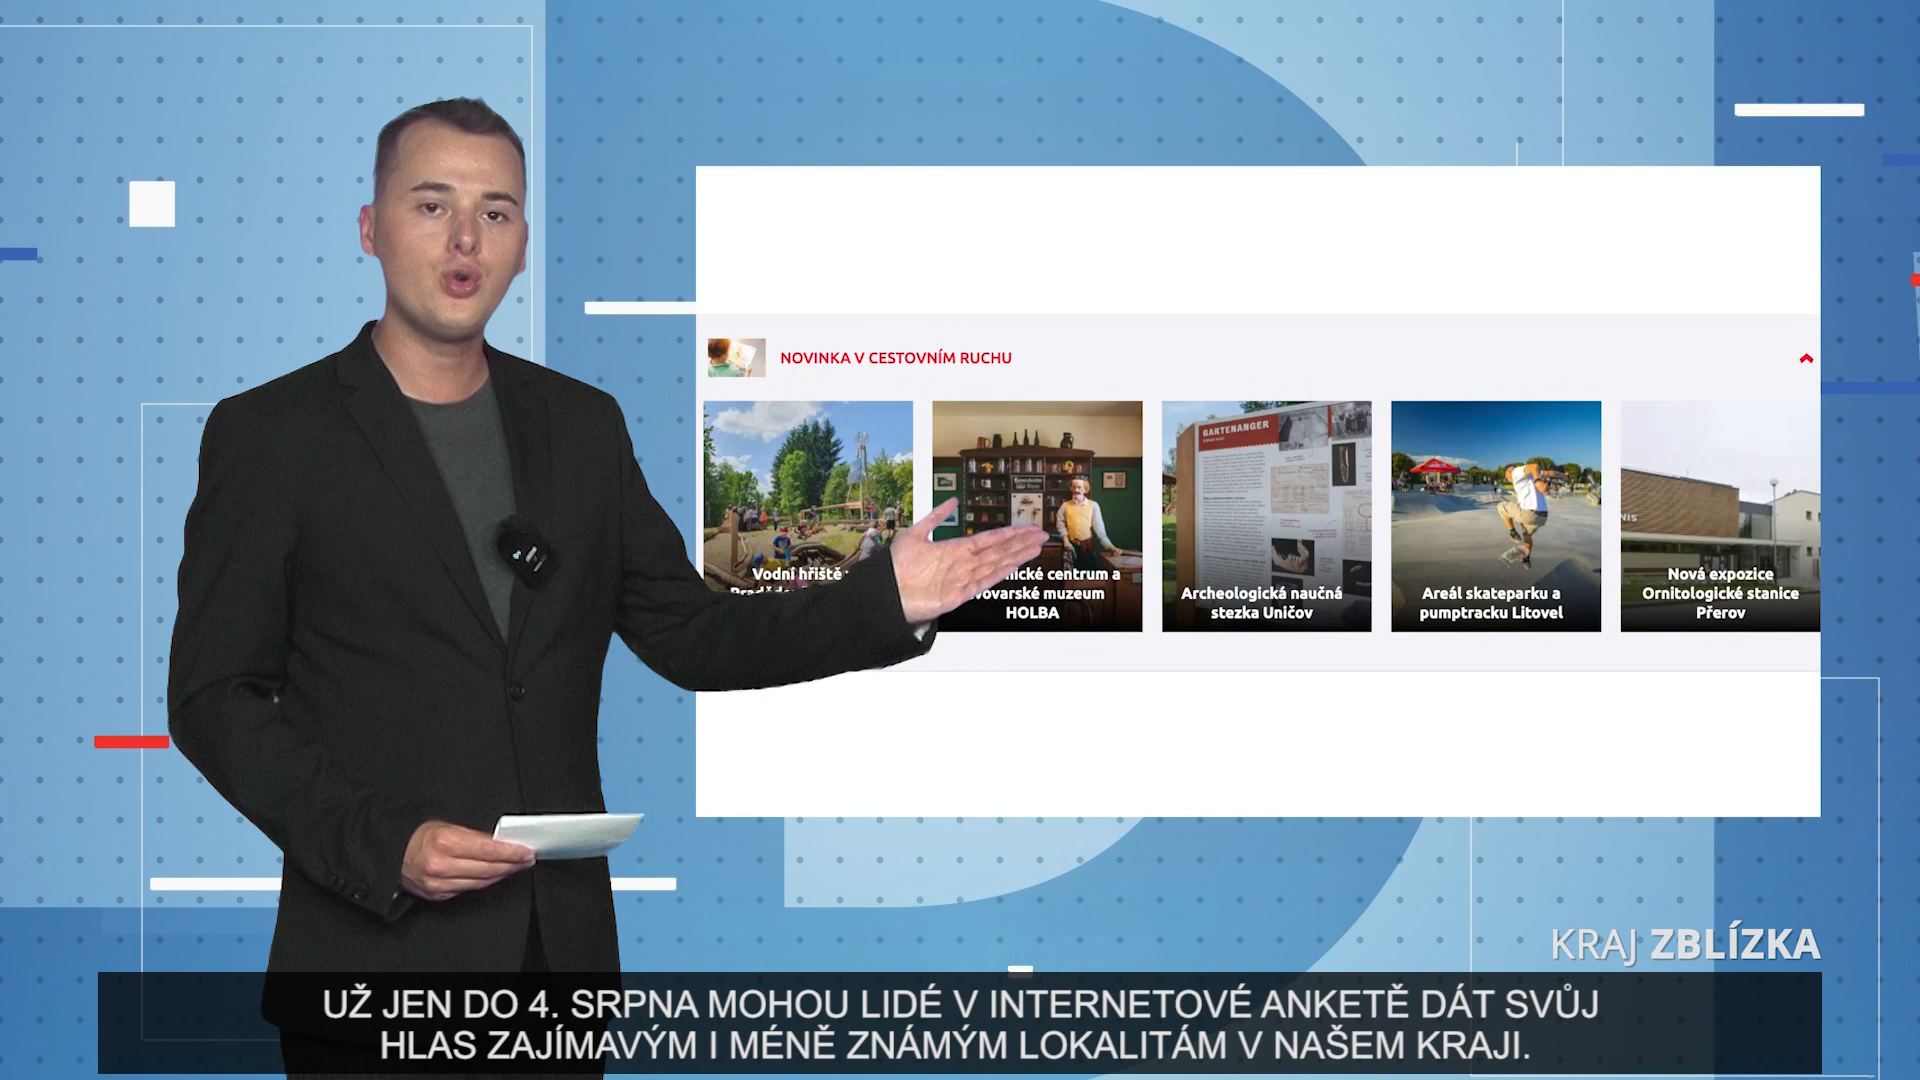 NOVINKA V CESTOVNÍM RUCHU
GARTENANGER
Vodní hřiště
centrum a
muzeum
HOLBA
Archeologická naučná
stezka Uničov
Areál skateparku a
pumptracku Litovel
NIS
Nová expozice
Ornitologické stanice
Přerov
KRAJ ZBLÍZKA
UŽ JEN DO 4. SRPNA MOHOU LIDÉ V INTERNETOVÉ ANKETĚ DÁT SVŮJ
HLAS ZAJÍMAVÝM I MÉNĚ ZNÁMÝM LOKALITÁM V NAŠEM KRAJI.